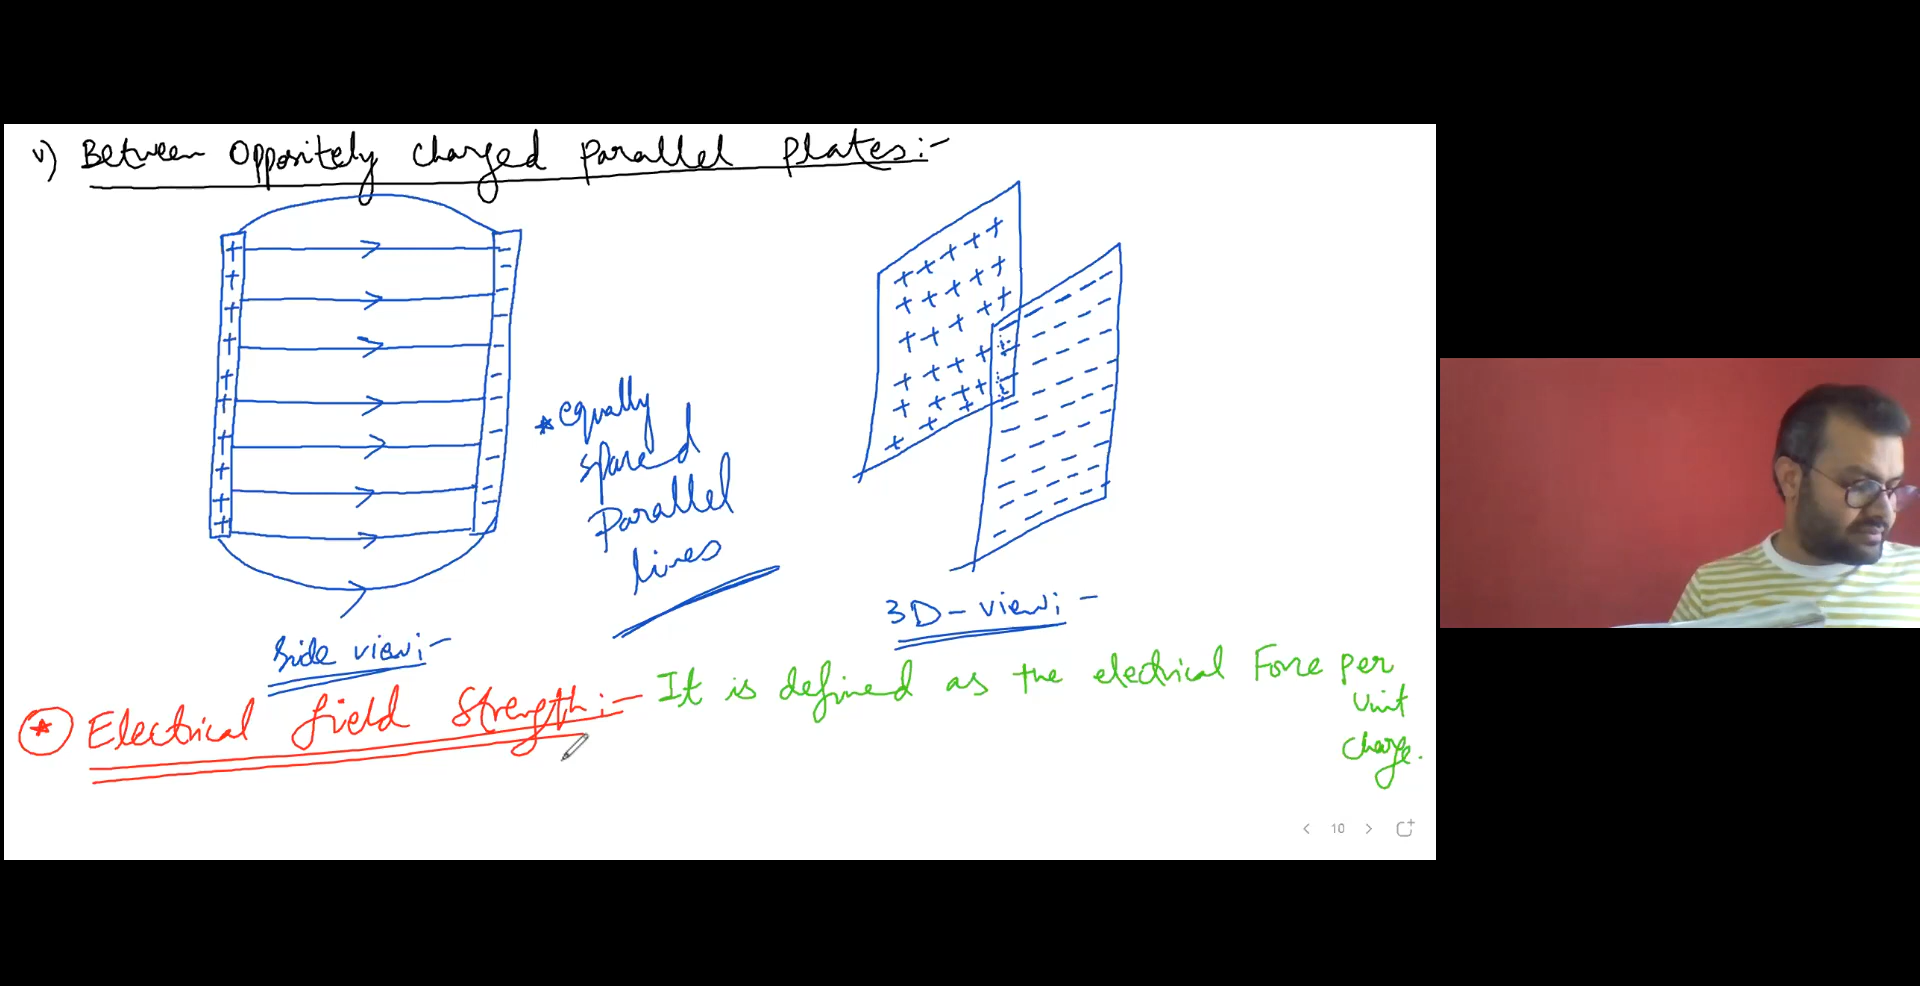 v) Between Oppositely charged parallel plates:-
* equally
spaced
Parallel
lines
Side view:-
3D-view:-
* Electrical field Strength:- It is defined as the electrical Force per
unit
charge.
< 10 >